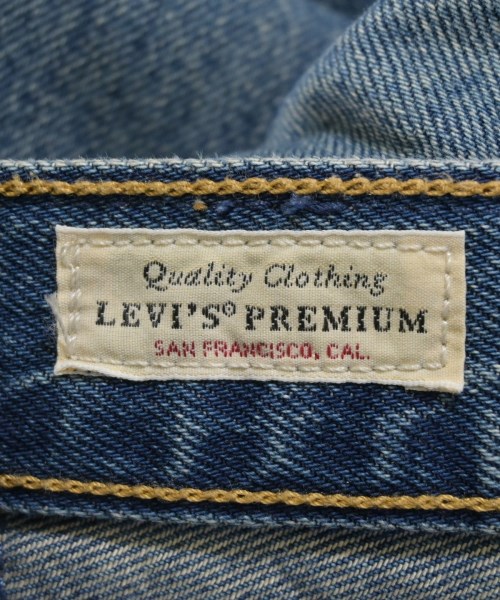 Quality Clothing
LEVI'S® PREMIUM
SAN FRANCISCO, CAL.